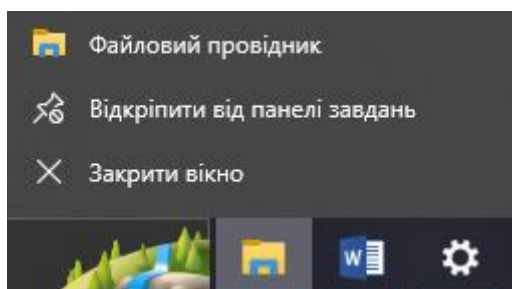 Файловий провідник
Відкріпити від панелі завдань
Закрити вікно
W